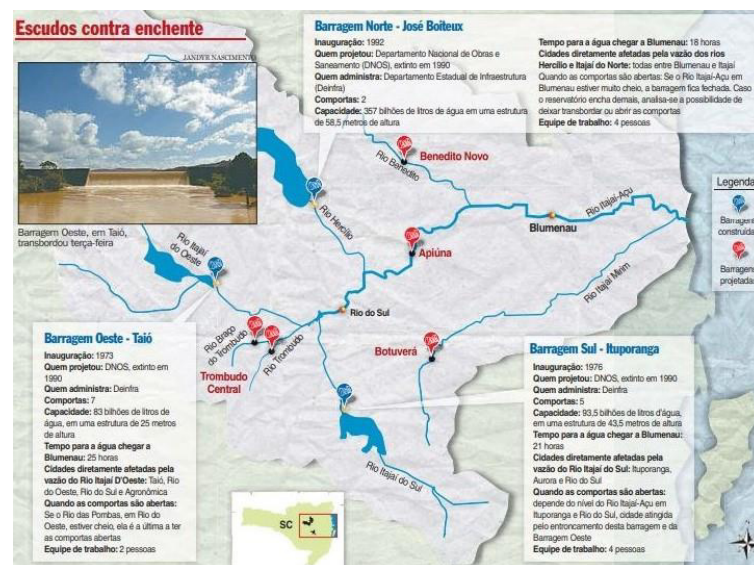 Escudos contra enchente
JANDYR NASCIMENTO
Barragem Oeste, em Taió,
transbordou terça-feira
Barragem Norte - José Boiteux
Inauguração: 1992
Quem projetou: Departamento Nacional de Obras e
Saneamento (DNOS), extinto em 1990
Quem administra: Departamento Estadual de Infraestrutura
(Deinfra)
Comportas: 2
Capacidade: 357 bilhões de litros de água em uma estrutura
de 58,5 metros de altura
Tempo para a água chegar a Blumenau: 18 horas
Cidades diretamente afetadas pela vazão dos rios
Hercílio e Itajaí do Norte: todas entre Blumenau e Itajaí
Quando as comportas são abertas: Se o Rio Itajaí-Açu em
Blumenau estiver muito cheio, a barragem fica fechada. Caso
o reservatório encha demais, analisa-se a possibilidade de
deixar transbordar ou abrir as comportas
Equipe de trabalho: 4 pessoas
Rio Benedito
Benedito Novo
Rio Hercílio
Rio Itajaí-Açu
Blumenau
Apiúna
Rio Itajaí
do Oeste
Rio Itajaí Mirim
Rio do Sul
Rio Braço
do Trombudo
Rio Trombudo
Trombudo
Central
Botuverá
Rio Itajaí do Sul
SC
Legenda
Barragens
construídas
Barragens
projetadas
Barragem Oeste - Taió
Inauguração: 1973
Quem projetou: DNOS, extinto em
1990
Quem administra: Deinfra
Comportas: 7
Capacidade: 83 bilhões de litros de
água, em uma estrutura de 25 metros
de altura
Tempo para a água chegar a
Blumenau: 25 horas
Cidades diretamente afetadas pela
vazão do Rio Itajaí D'Oeste: Taió, Rio
do Oeste, Rio do Sul e Agronômica
Quando as comportas são abertas:
Se o Rio das Pombas, em Rio do
Oeste, estiver cheio, ela é a última a ter
as comportas abertas
Equipe de trabalho: 2 pessoas
Barragem Sul - Ituporanga
Inauguração: 1976
Quem projetou: DNOS, extinto em 1990
Quem administra: Deinfra
Comportas: 5
Capacidade: 93,5 bilhões de litros d'água,
em uma estrutura de 43,5 metros de altura
Tempo para a água chegar a Blumenau:
21 horas
Cidades diretamente afetadas pela
vazão do Rio Itajaí do Sul: Ituporanga,
Aurora e Rio do Sul
Quando as comportas são abertas:
depende do nível do Rio Itajaí-Açu em
Ituporanga e Rio do Sul, cidade atingida
pelo entroncamento desta barragem e da
Barragem Oeste
Equipe de trabalho: 4 pessoas